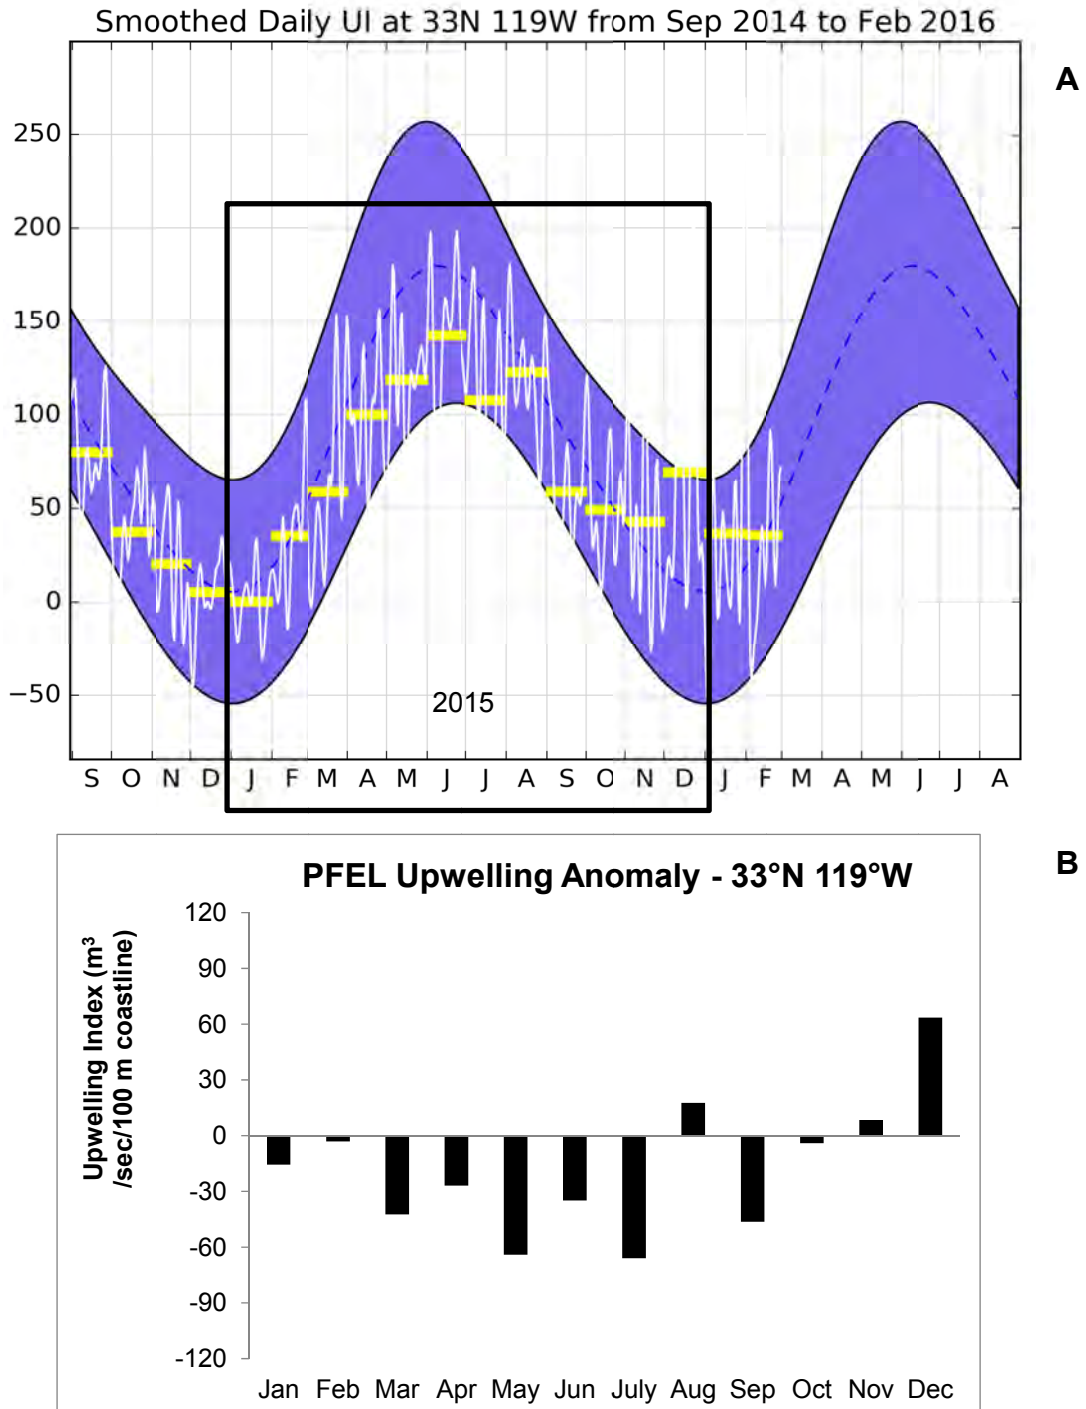 Smoothed Daily UI at 33N 119W from Sep 2014 to Feb 2016
A
250
200
150
100
50
0
−50
2015
S O N D J F M A M J J A S O N D J F M A M J J A
B
PFEL Upwelling Anomaly - 33°N 119°W
Upwelling Index (m³
/sec/100 m coastline)
120
90
60
30
0
-30
-60
-90
-120
Jan Feb Mar Apr May Jun July Aug Sep Oct Nov Dec